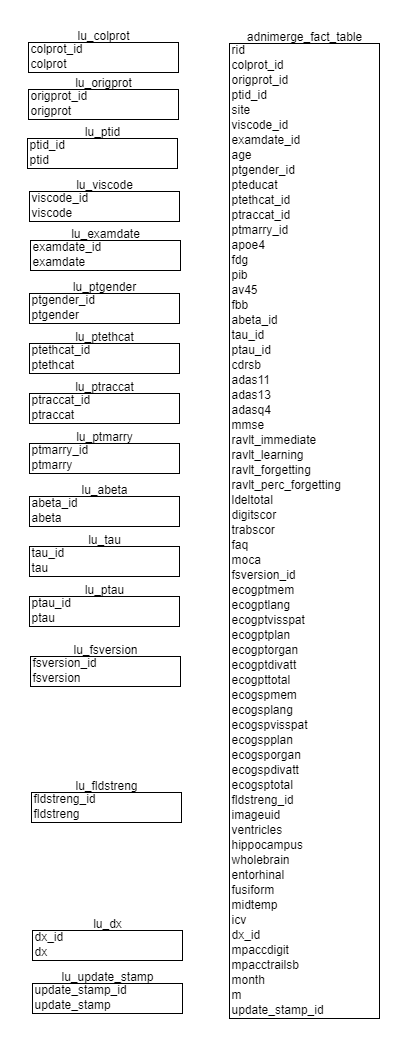 lu_colprot
colprot_id
colprot
lu_origprot
origprot_id
origprot
lu_ptid
ptid_id
ptid
lu_viscode
viscode_id
viscode
lu_examdate
examdate_id
examdate
lu_ptgender
ptgender_id
ptgender
lu_ptethcat
ptethcat_id
ptethcat
lu_ptraccat
ptraccat_id
ptraccat
lu_ptmarry
ptmarry_id
ptmarry
lu_abeta
abeta_id
abeta
lu_tau
tau_id
tau
lu_ptau
ptau_id
ptau
lu_fsversion
fsversion_id
fsversion
lu_fldstreng
fldstreng_id
fldstreng
lu_dx
dx_id
dx
lu_update_stamp
update_stamp_id
update_stamp
adnimerge_fact_table
rid
colprot_id
origprot_id
ptid_id
site
viscode_id
examdate_id
age
ptgender_id
pteducat
ptethcat_id
ptraccat_id
ptmarry_id
apoe4
fdg
pib
av45
fbb
abeta_id
tau_id
ptau_id
cdrsb
adas11
adas13
adasq4
mmse
ravlt_immediate
ravlt_learning
ravlt_forgetting
ravlt_perc_forgetting
ldeltotal
digitscor
trabscor
faq
moca
fsversion_id
ecogptmem
ecogptlang
ecogptvisspat
ecogptplan
ecogptorgan
ecogptdivatt
ecogpttotal
ecogspmem
ecogsplang
ecogspvisspat
ecogspplan
ecogsporgan
ecogspdivatt
ecogsptotal
fldstreng_id
imageuid
ventricles
hippocampus
wholebrain
entorhinal
fusiform
midtemp
icv
dx_id
mpaccdigit
mpacctrailsb
month
m
update_stamp_id